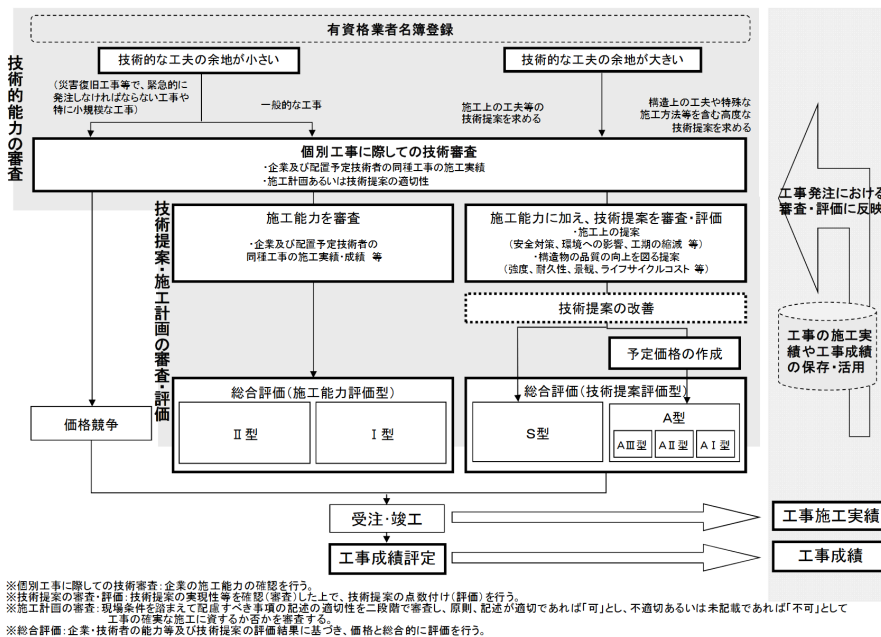 有資格業者名簿登録
技術的能力の審査
技術的な工夫の余地が小さい
技術的な工夫の余地が大きい
(災害復旧工事等で、緊急的に
発注しなければならない工事や
特に小規模な工事)
一般的な工事
施工上の工夫等の
技術提案を求める
構造上の工夫や特殊な
施工方法等を含む高度な
技術提案を求める
個別工事に際しての技術審査
・企業及び配置予定技術者の同種工事の施工実績
・施工計画あるいは技術提案の適切性
技術提案・施工計画の審査・評価
施工能力を審査
・企業及び配置予定技術者の
同種工事の施工実績・成績 等
施工能力に加え、技術提案を審査・評価
・施工上の提案
(安全対策、環境への影響、工期の縮減 等)
・構造物の品質の向上を図る提案
(強度、耐久性、景観、ライフサイクルコスト 等)
技術提案の改善
予定価格の作成
価格競争
総合評価(施工能力評価型)
Ⅱ型
Ⅰ型
総合評価(技術提案評価型)
S型
A型
AⅢ型
AⅡ型
AⅠ型
工事発注における
審査・評価に反映
工事の施工実
績や工事成績
の保存・活用
受注・竣工
工事施工実績
工事成績評定
工事成績
※個別工事に際しての技術審査:企業の施工能力の確認を行う。
※技術提案の審査・評価:技術提案の実現性等を確認(審査)した上で、技術提案の点数付け(評価)を行う。
※施工計画の審査:現場条件を踏まえて配慮すべき事項の記述の適切性を二段階で審査し、原則、記述が適切であれば「可」とし、不適切あるいは未記載であれば「不可」として
工事の確実な施工に資するか否かを審査する。
※総合評価:企業・技術者の能力等及び技術提案の評価結果に基づき、価格と総合的に評価を行う。